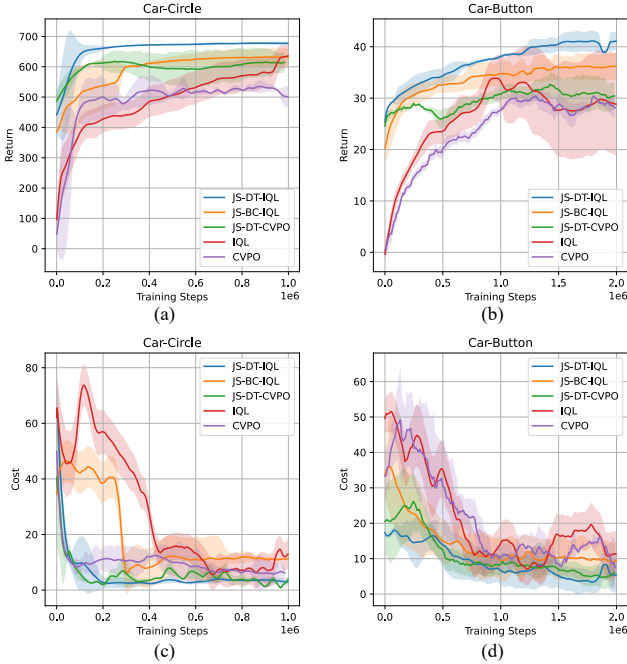 Car-Circle
Return
700
600
500
400
300
200
100
0
JS-DT-IQL
JS-BC-IQL
JS-DT-CVPO
IQL
CVPO
0.0 0.2 0.4 0.6 0.8 1.0
Training Steps 1e6
(a)
Car-Button
Return
40
30
20
10
0
JS-DT-IQL
JS-BC-IQL
JS-DT-CVPO
IQL
CVPO
0.0 0.5 1.0 1.5 2.0
Training Steps 1e6
(b)
Car-Circle
Cost
80
60
40
20
0
JS-DT-IQL
JS-BC-IQL
JS-DT-CVPO
IQL
CVPO
0.0 0.2 0.4 0.6 0.8 1.0
Training Steps 1e6
(c)
Car-Button
Cost
60
50
40
30
20
10
0
JS-DT-IQL
JS-BC-IQL
JS-DT-CVPO
IQL
CVPO
0.0 0.5 1.0 1.5 2.0
Training Steps 1e6
(d)